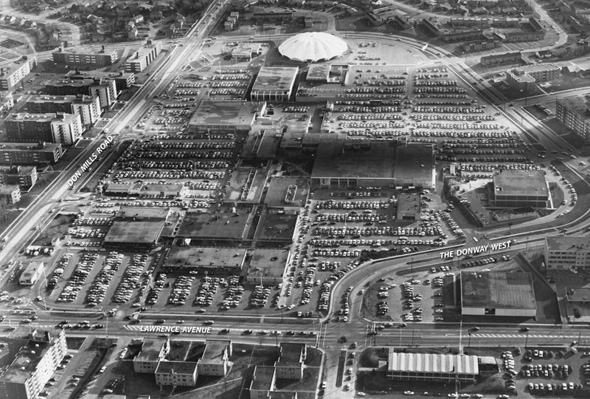 DON MILLS ROAD
THE DONWAY WEST
LAWRENCE AVENUE